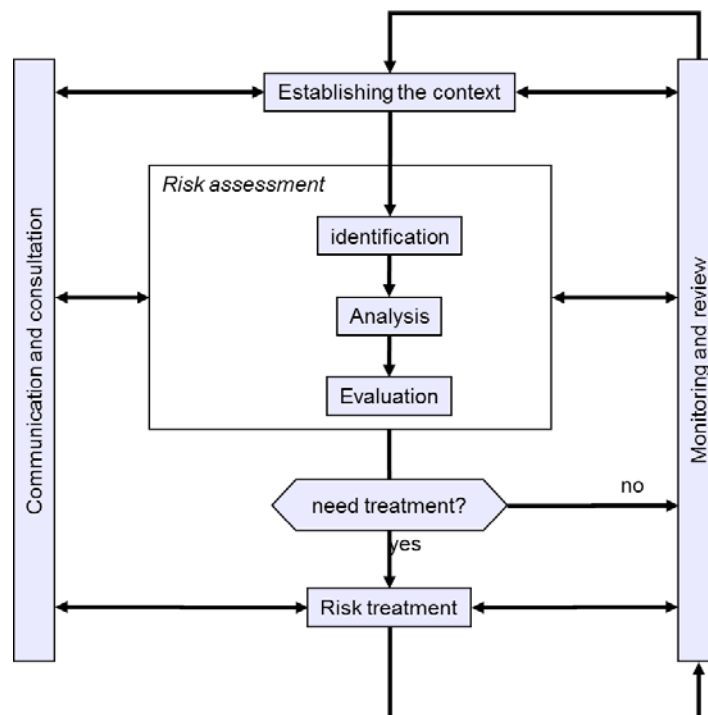 Establishing the context
Risk assessment
identification
Analysis
Evaluation
need treatment?
no
yes
Risk treatment
Communication and consultation
Monitoring and review